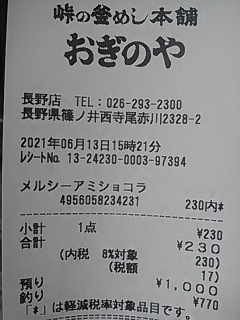 峠の釜めし本舗
おぎのや
長野店 TEL：026-293-2300
長野県篠ノ井西寺尾赤川2328-2
2021年06月13日15時21分
レシートNo. 13-24230-0003-97394
メルシーアミショコラ
4956058234231 230内*
小計 1点 ¥230
合計 ¥230
(内税 8%対象 230)
(税額 17)
預り ¥1,000
釣り ¥770
「*」は軽減税率対象品目です。